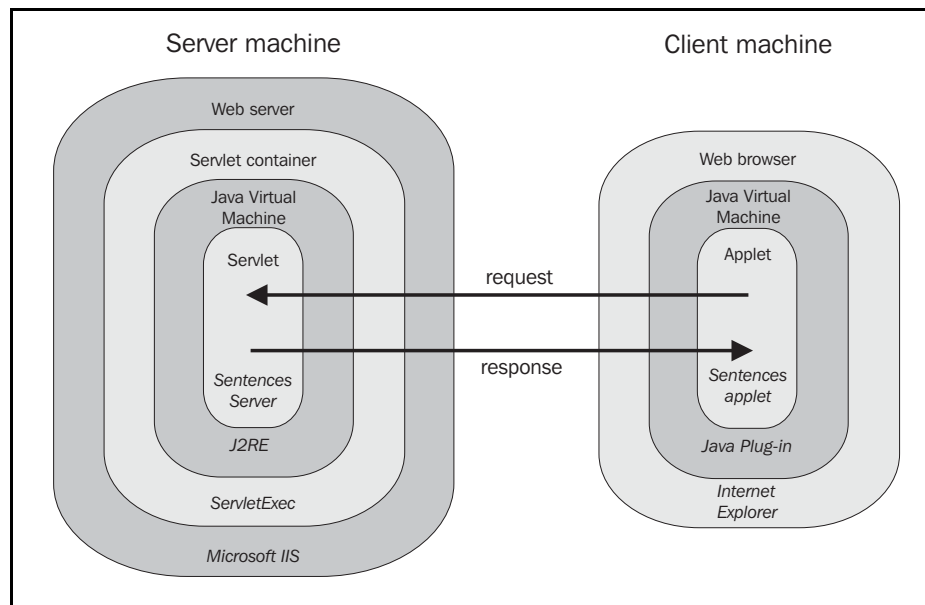 Server machine
Client machine
Web server
Servlet container
Java Virtual
Machine
Servlet
Sentences
Server
J2RE
ServletExec
Microsoft IIS
request
response
Web browser
Java Virtual
Machine
Applet
Sentences
applet
Java Plug-in
Internet
Explorer